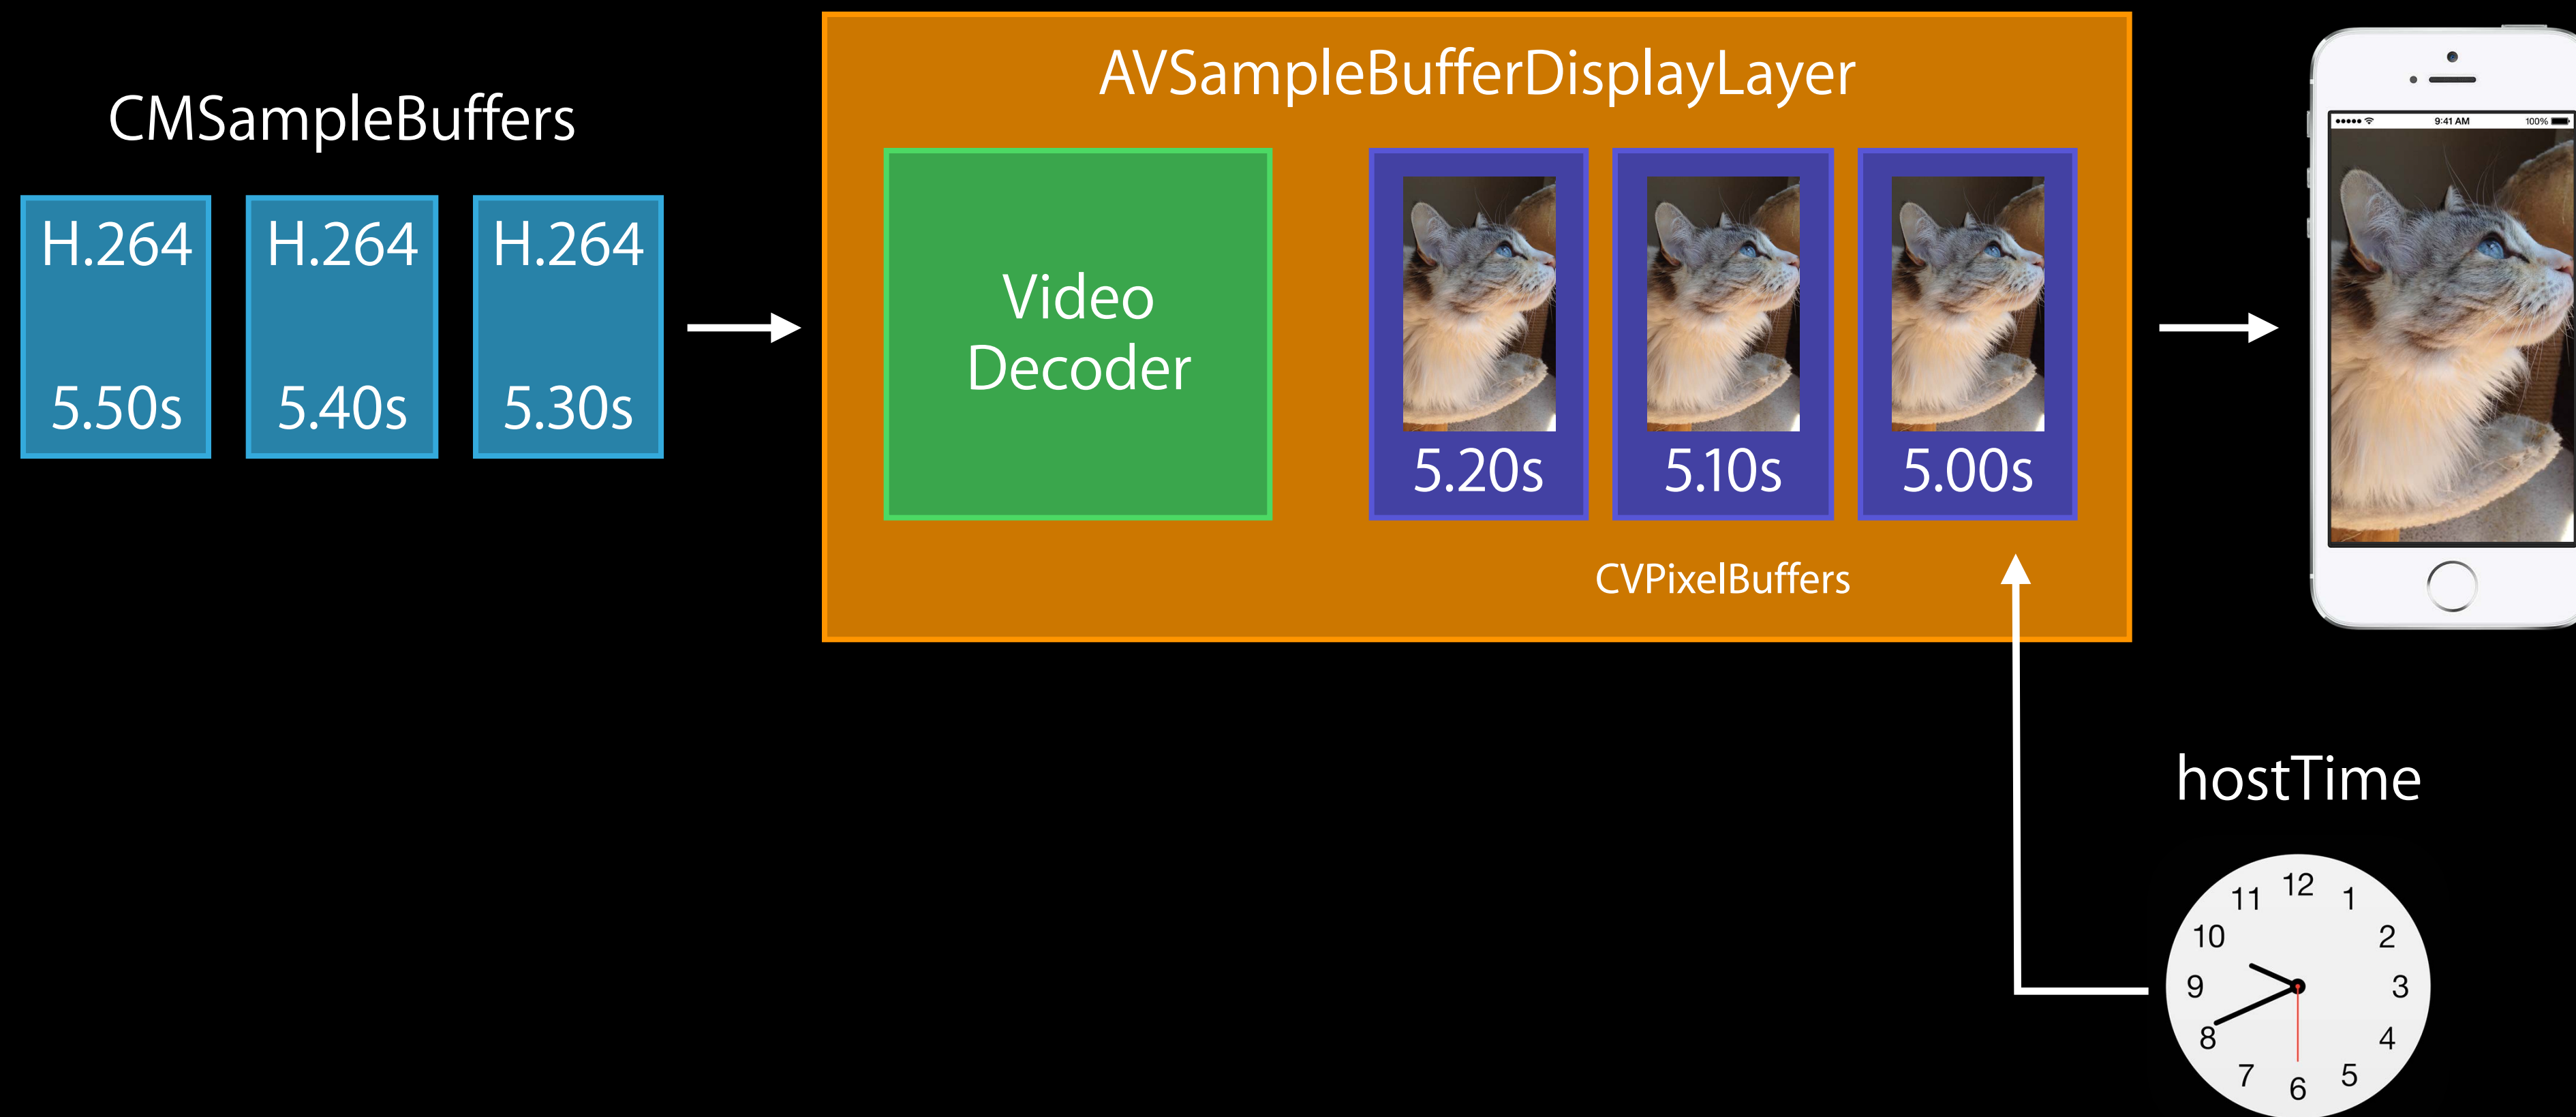 CMSampleBuffers
H.264
5.50s
H.264
5.40s
H.264
5.30s
AVSampleBufferDisplayLayer
Video
Decoder
5.20s
5.10s
5.00s
CVPixelBuffers
9:41 AM
100%
hostTime
12
1
2
3
4
5
6
7
8
9
10
11